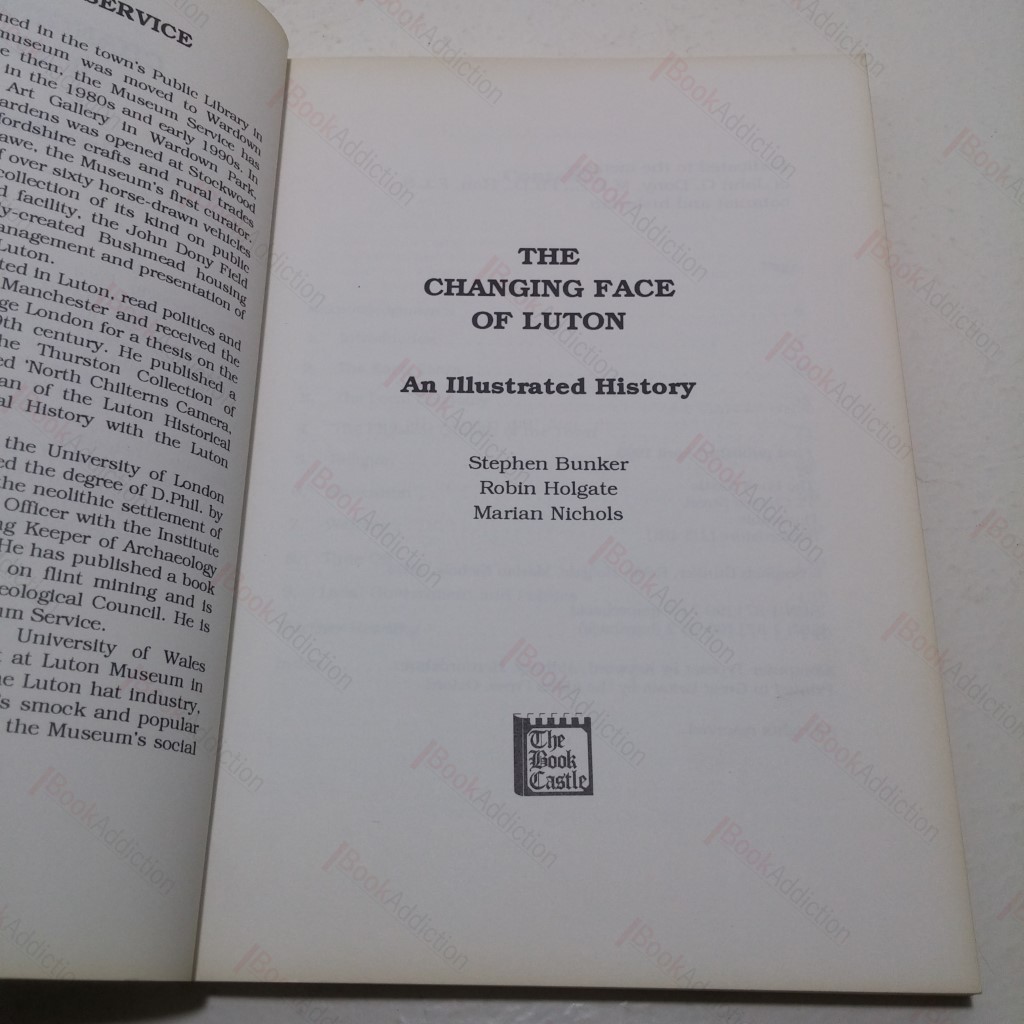 SERVICE
ned in the town's Public Library in
museum was moved to Wardown
e then, the Museum Service has
in the 1980s and early 1990s. In
Art Gallery in Wardown Park,
ardens was opened at Stockwood
fordshire crafts and rural trades
awe, the Museum's first curator.
f over sixty horse-drawn vehicles
collection of its kind on public
d facility, the John Dony Field
ly-created Bushmead housing
anagement and presentation of
Luton.
ted in Luton, read politics and
Manchester and received the
ge London for a thesis on the
9th century. He published a
he Thurston Collection of
ed 'North Chilterns Camera,
an of the Luton Historical
al History with the Luton
the University of London
ed the degree of D.Phil. by
the neolithic settlement of
Officer with the Institute
ng Keeper of Archaeology
He has published a book
on flint mining and is
eological Council. He is
um Service.
University of Wales
t at Luton Museum in
he Luton hat industry,
's smock and popular
the Museum's social
THE
CHANGING FACE
OF LUTON
An Illustrated History
Stephen Bunker
Robin Holgate
Marian Nichols
The
Book
Castle
BookAddiction